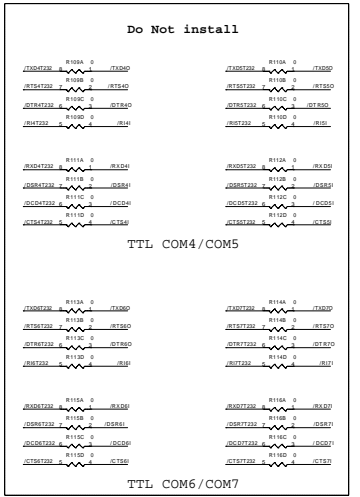 Do Not install
R109A 0 R110A 0
/TXD4T232 8 1 /TXD4O /TXD5T232 8 1 /TXD5O
R109B 0 R110B 0
/RTS4T232 7 2 /RTS4O /RTS5T232 7 2 /RTS5O
R109C 0 R110C 0
/DTR4T232 6 3 /DTR4O /DTR5T232 6 3 /DTR5O
R109D 0 R110D 0
/RI4T232 5 4 /RI4I /RI5T232 5 4 /RI5I
R111A 0 R112A 0
/RXD4T232 8 1 /RXD4I /RXD5T232 8 1 /RXD5I
R111B 0 R112B 0
/DSR4T232 7 2 /DSR4I /DSR5T232 7 2 /DSR5I
R111C 0 R112C 0
/DCD4T232 6 3 /DCD4I /DCD5T232 6 3 /DCD5I
R111D 0 R112D 0
/CTS4T232 5 4 /CTS4I /CTS5T232 5 4 /CTS5I
TTL COM4/COM5
R113A 0 R114A 0
/TXD6T232 8 1 /TXD6O /TXD7T232 8 1 /TXD7O
R113B 0 R114B 0
/RTS6T232 7 2 /RTS6O /RTS7T232 7 2 /RTS7O
R113C 0 R114C 0
/DTR6T232 6 3 /DTR6O /DTR7T232 6 3 /DTR7O
R113D 0 R114D 0
/RI6T232 5 4 /RI6I /RI7T232 5 4 /RI7I
R115A 0 R116A 0
/RXD6T232 8 1 /RXD6I /RXD7T232 8 1 /RXD7I
R115B 0 R116B 0
/DSR6T232 7 2 /DSR6I /DSR7T232 7 2 /DSR7I
R115C 0 R116C 0
/DCD6T232 6 3 /DCD6I /DCD7T232 6 3 /DCD7I
R115D 0 R116D 0
/CTS6T232 5 4 /CTS6I /CTS7T232 5 4 /CTS7I
TTL COM6/COM7